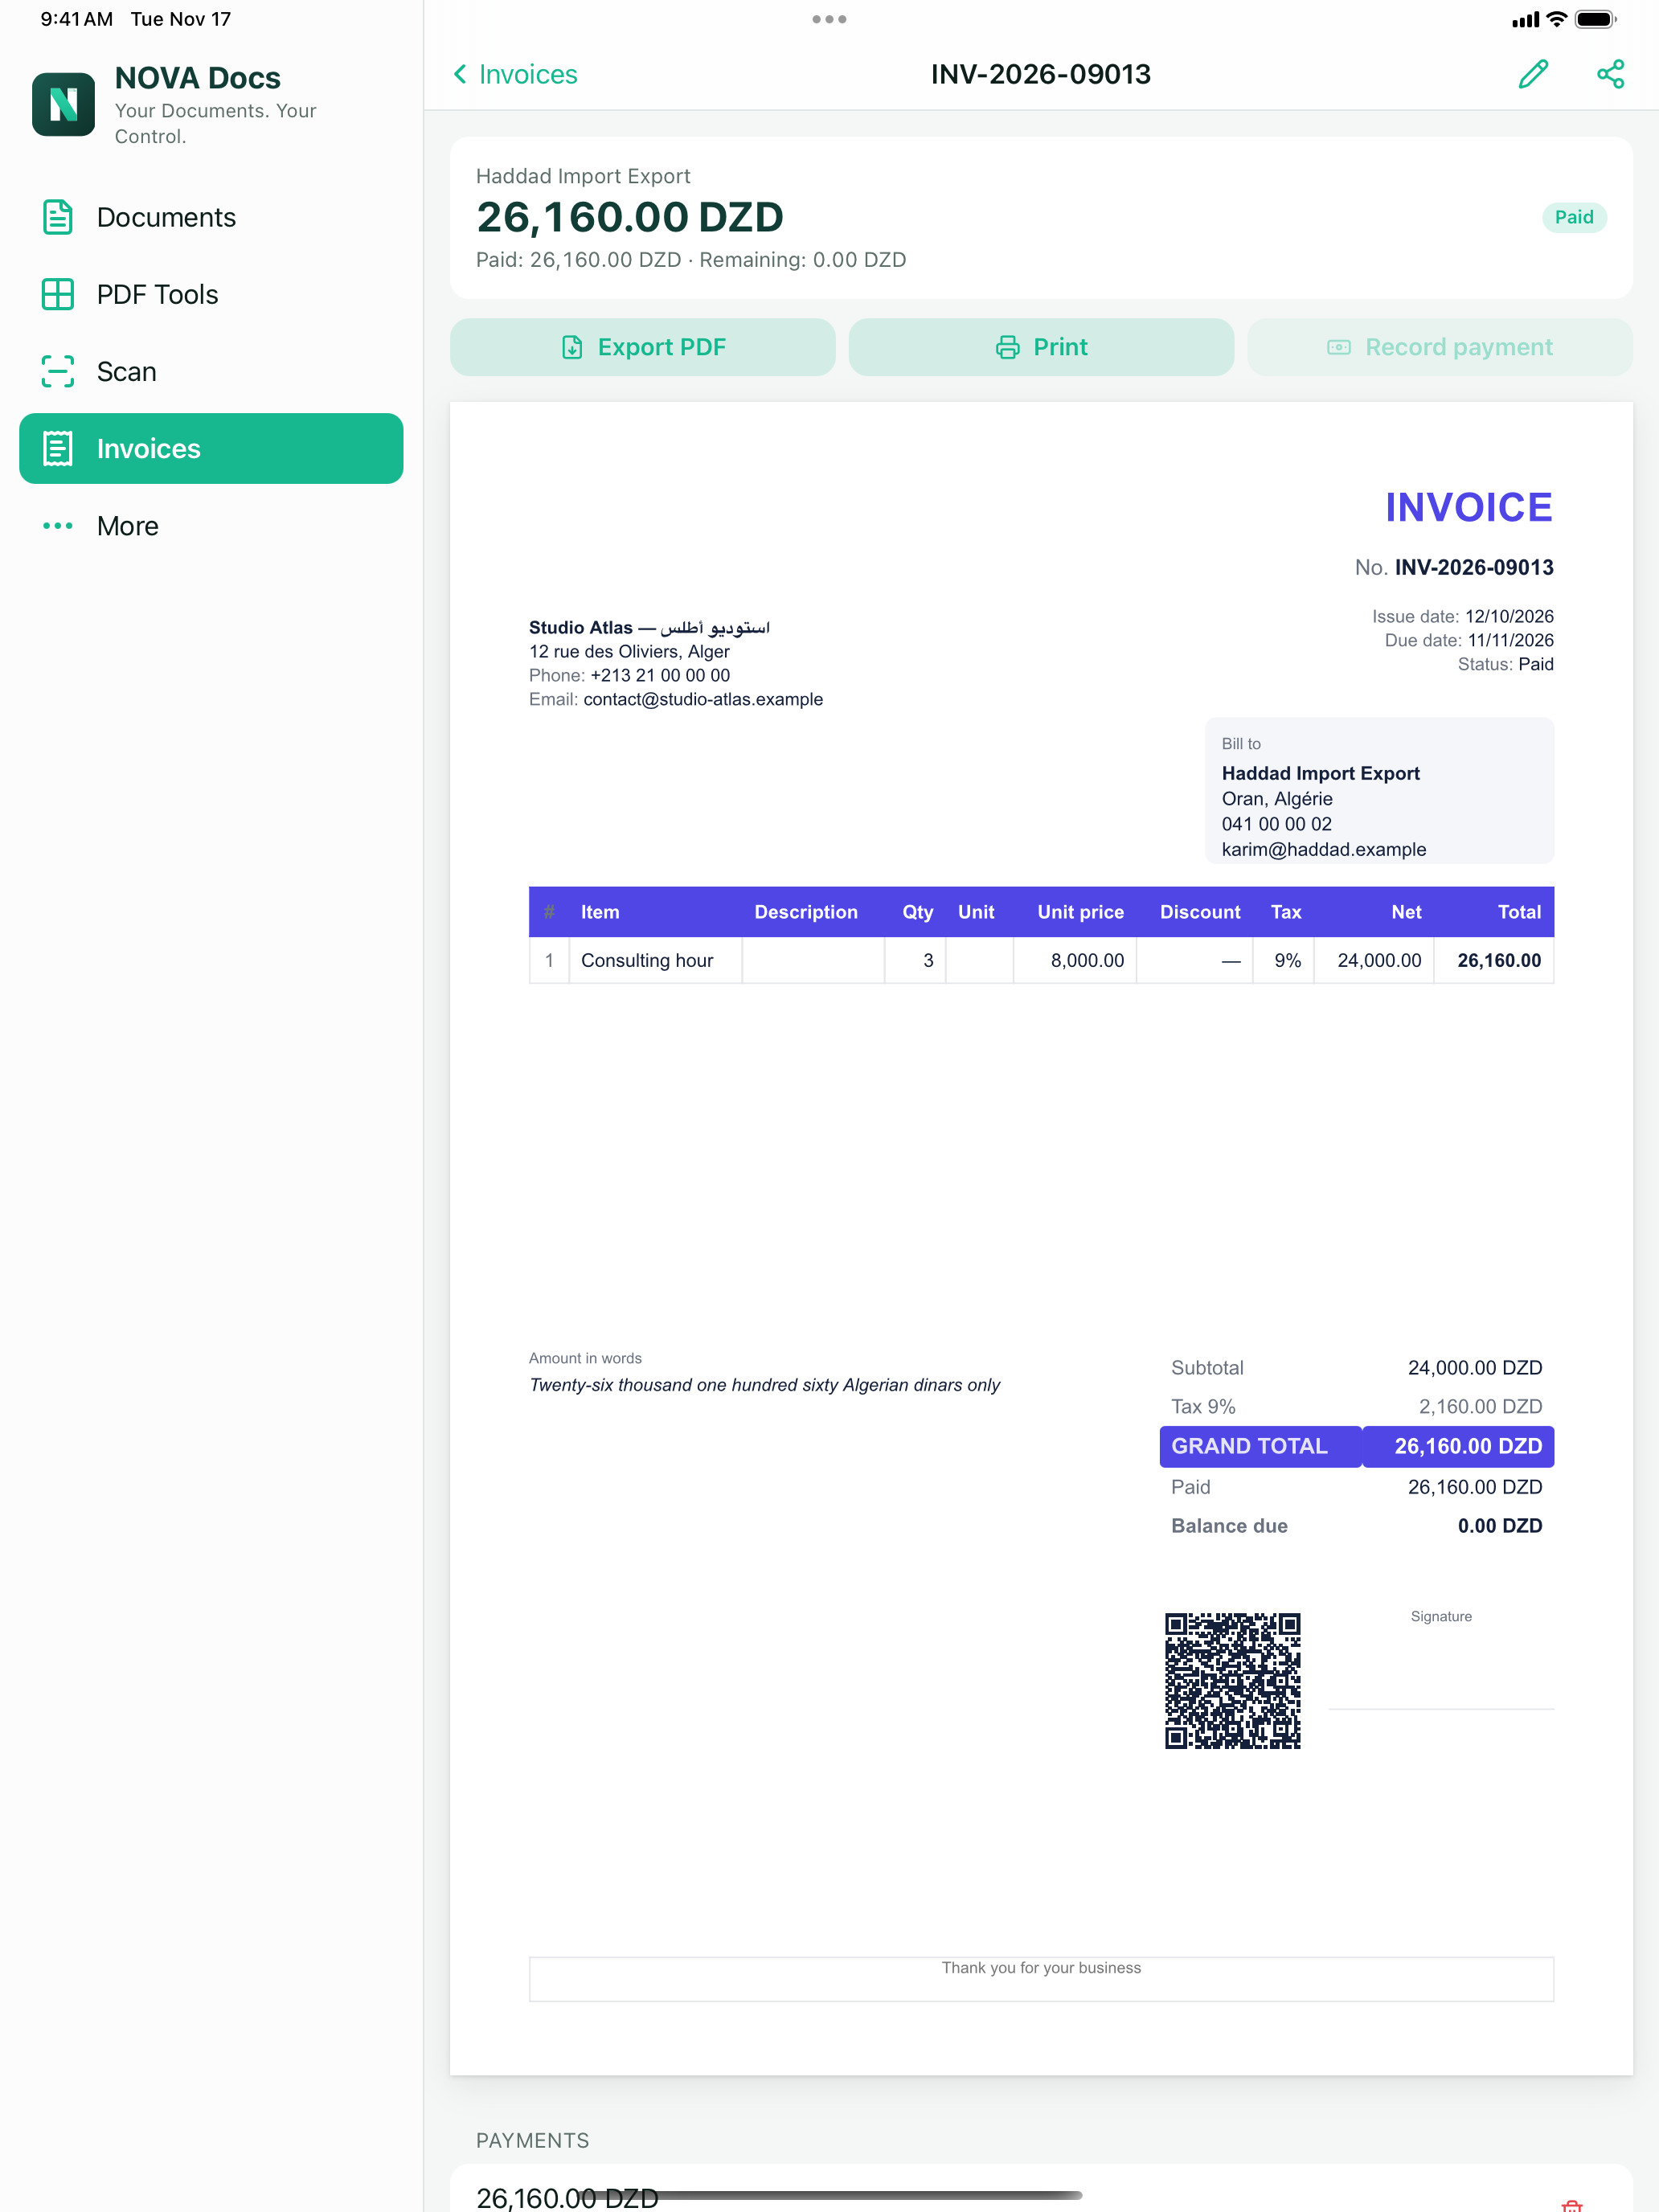 9:41 AM Tue Nov 17
NOVA Docs
Your Documents. Your
Control.
Documents
PDF Tools
Scan
Invoices
More
Invoices
INV-2026-09013
Haddad Import Export
26,160.00 DZD
Paid: 26,160.00 DZD · Remaining: 0.00 DZD
Paid
Export PDF
Print
Record payment
INVOICE
No. INV-2026-09013
Issue date: 12/10/2026
Due date: 11/11/2026
Status: Paid
Studio Atlas — استوديو أطلس
12 rue des Oliviers, Alger
Phone: +213 21 00 00 00
Email: contact@studio-atlas.example
Bill to
Haddad Import Export
Oran, Algérie
041 00 00 02
karim@haddad.example
# Item Description Qty Unit Unit price Discount Tax Net Total
1 Consulting hour 3 8,000.00 — 9% 24,000.00 26,160.00
Amount in words
Twenty-six thousand one hundred sixty Algerian dinars only
Subtotal 24,000.00 DZD
Tax 9% 2,160.00 DZD
GRAND TOTAL 26,160.00 DZD
Paid 26,160.00 DZD
Balance due 0.00 DZD
Signature
Thank you for your business
PAYMENTS
26,160.00 DZD